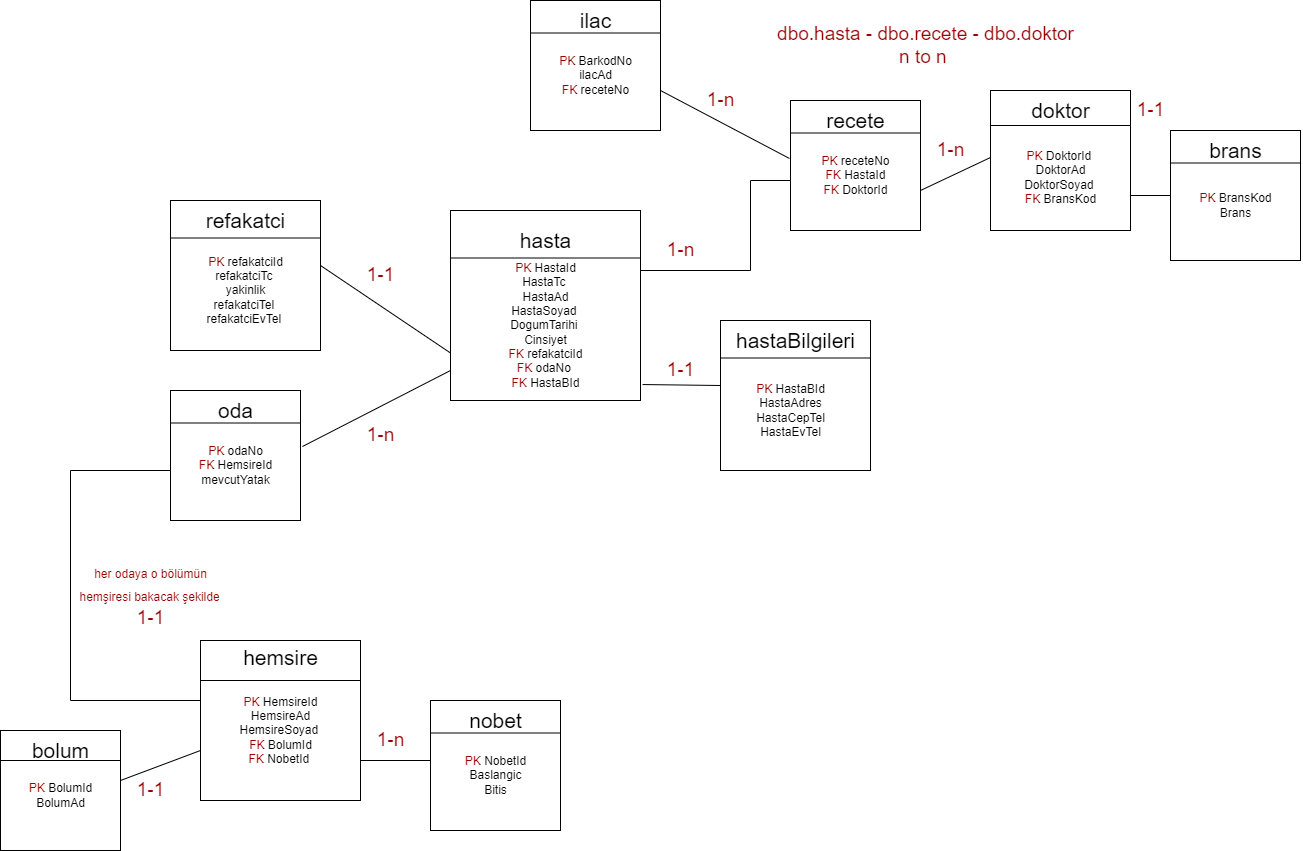 ilac
PK BarkodNo
ilacAd
FK receteNo
dbo.hasta - dbo.recete - dbo.doktor
n to n
1-n
recete
PK receteNo
FK HastaId
FK DoktorId
1-n
doktor
PK DoktorId
DoktorAd
DoktorSoyad
FK BransKod
1-1
brans
PK BransKod
Brans
refakatci
PK refakatciId
refakatciTc
yakinlik
refakatciTel
refakatciEvTel
1-1
hasta
PK HastaId
HastaTc
HastaAd
HastaSoyad
DogumTarihi
Cinsiyet
FK refakatciId
FK odaNo
FK HastaBId
1-n
1-1
hastaBilgileri
PK HastaBId
HastaAdres
HastaCepTel
HastaEvTel
oda
PK odaNo
FK HemsireId
mevcutYatak
1-n
her odaya o bölümün
hemşiresi bakacak şekilde
1-1
hemsire
PK HemsireId
HemsireAd
HemsireSoyad
FK BolumId
FK NobetId
1-n
nobet
PK NobetId
Baslangic
Bitis
bolum
PK BolumId
BolumAd
1-1